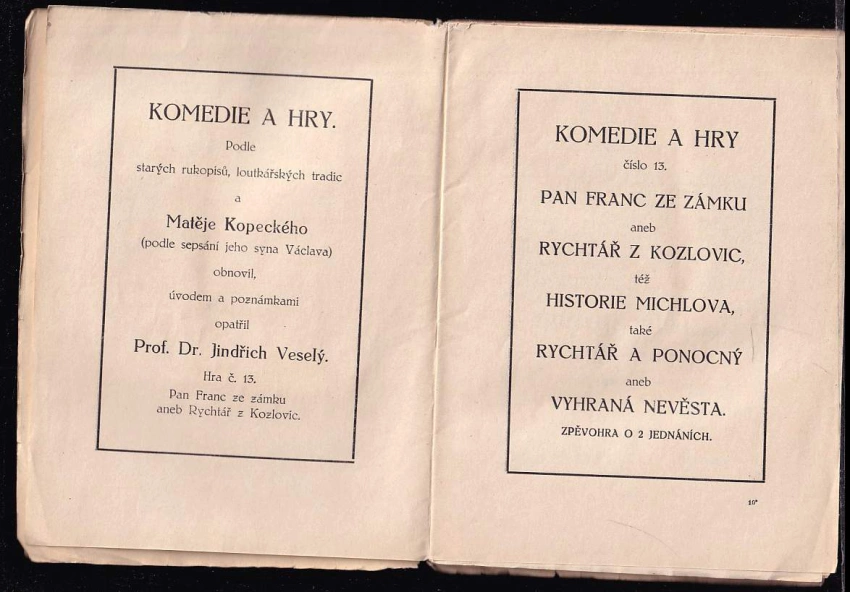 KOMEDIE A HRY.
Podle
starých rukopisů, loutkářských tradic
a
Matěje Kopeckého
(podle sepsání jeho syna Václava)
obnovil,
úvodem a poznámkami
opatřil
Prof. Dr. Jindřich Veselý.
Hra č. 13.
Pan Franc ze zámku
aneb Rychtář z Kozlovic.
KOMEDIE A HRY
číslo 13.
PAN FRANC ZE ZÁMKU
aneb
RYCHTÁŘ Z KOZLOVIC,
též
HISTORIE MICHLOVA,
také
RYCHTÁŘ A PONOCNÝ
aneb
VYHRANÁ NEVĚSTA.
ZPĚVOHRA O 2 JEDNÁNÍCH.
10*